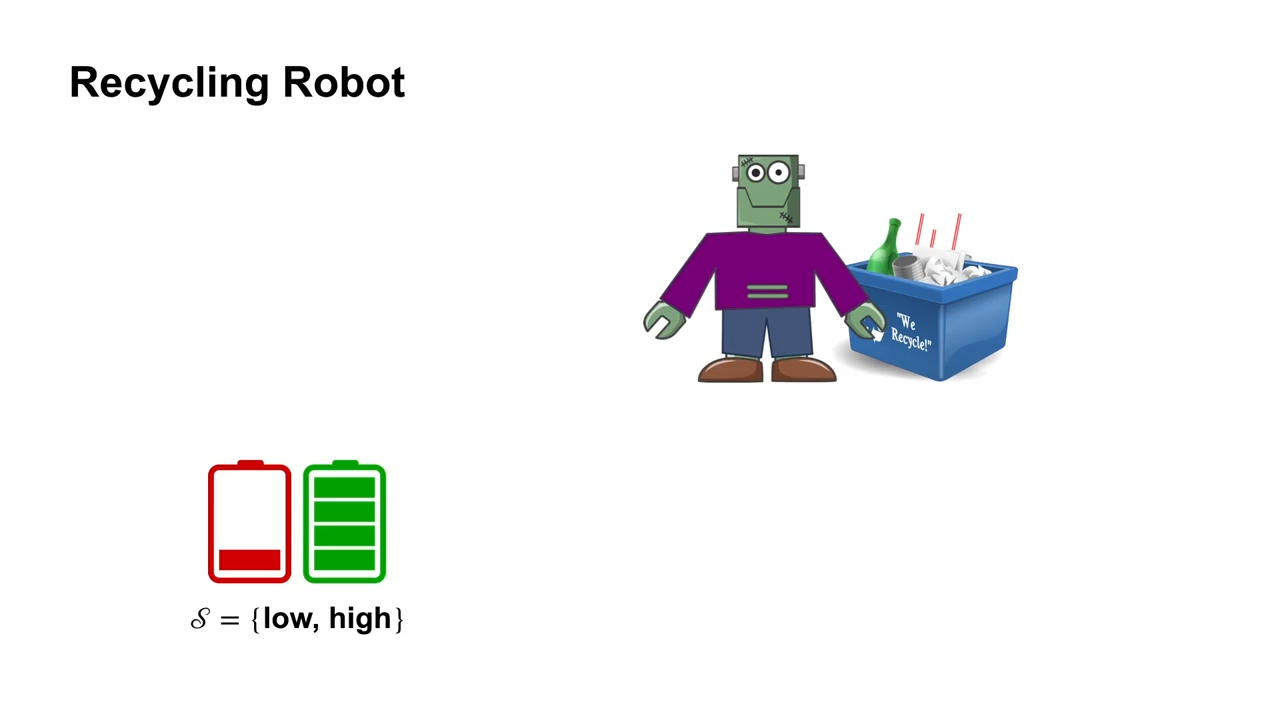 Recycling Robot
"We
Recycle!"
𝒮 = {low, high}